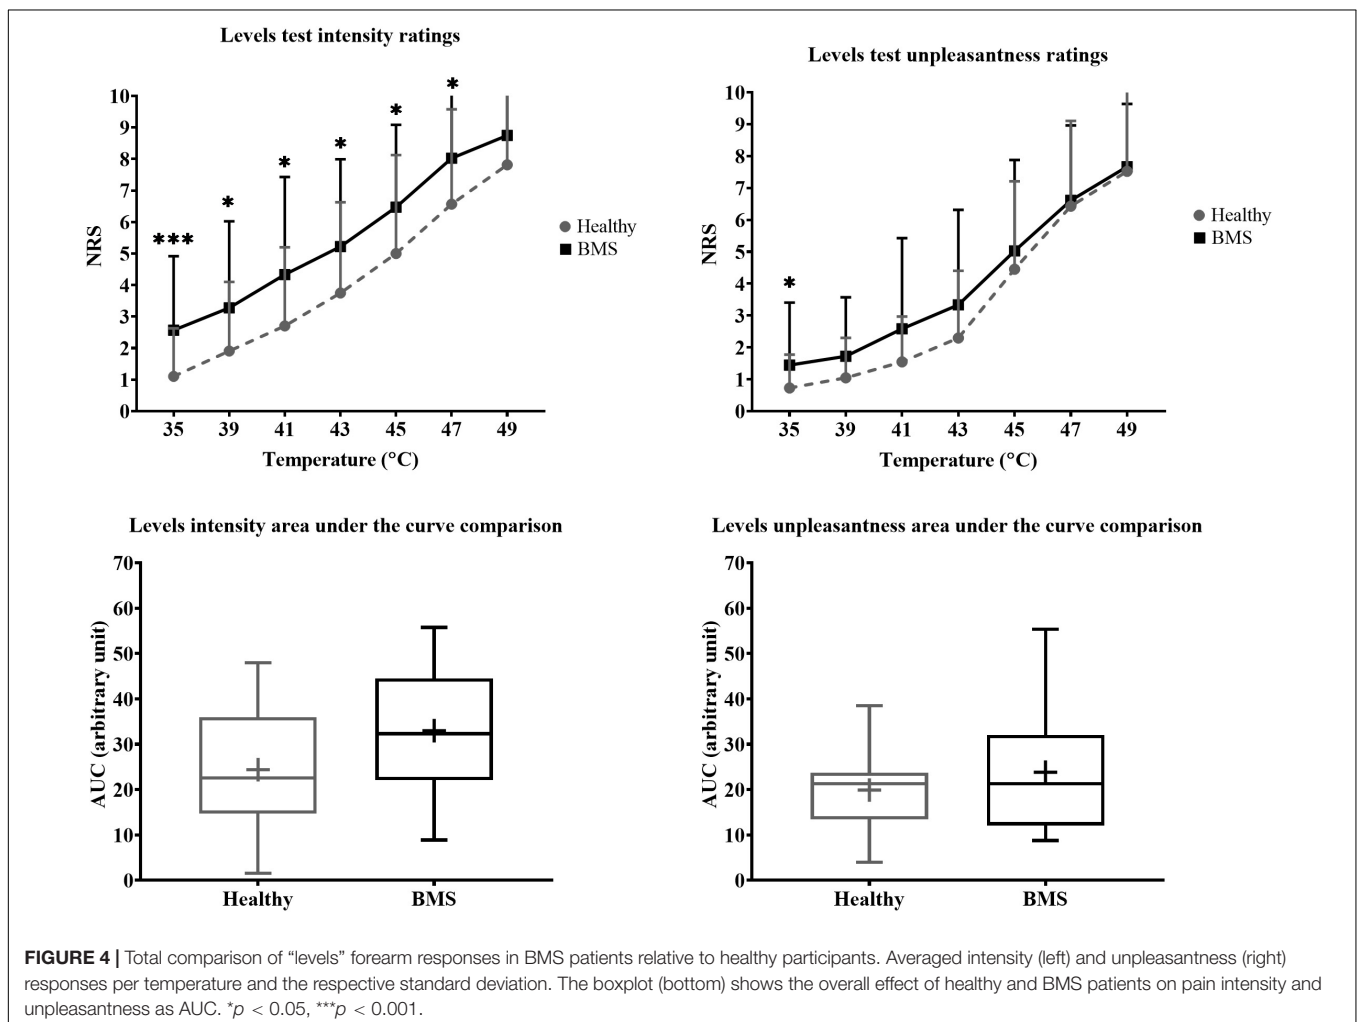 Levels test intensity ratings
10
9
8
7
6
5
4
3
2
1
0
NRS
***
*
*
*
*
*
35 39 41 43 45 47 49
Temperature (°C)
Healthy
BMS
Levels test unpleasantness ratings
10
9
8
7
6
5
4
3
2
1
0
NRS
*
35 39 41 43 45 47 49
Temperature (°C)
Healthy
BMS
Levels intensity area under the curve comparison
70
60
50
40
30
20
10
0
AUC (arbitrary unit)
Healthy BMS
Levels unpleasantness area under the curve comparison
70
60
50
40
30
20
10
0
AUC (arbitrary unit)
Healthy BMS
FIGURE 4 | Total comparison of “levels” forearm responses in BMS patients relative to healthy participants. Averaged intensity (left) and unpleasantness (right)
responses per temperature and the respective standard deviation. The boxplot (bottom) shows the overall effect of healthy and BMS patients on pain intensity and
unpleasantness as AUC. *p < 0.05, ***p < 0.001.